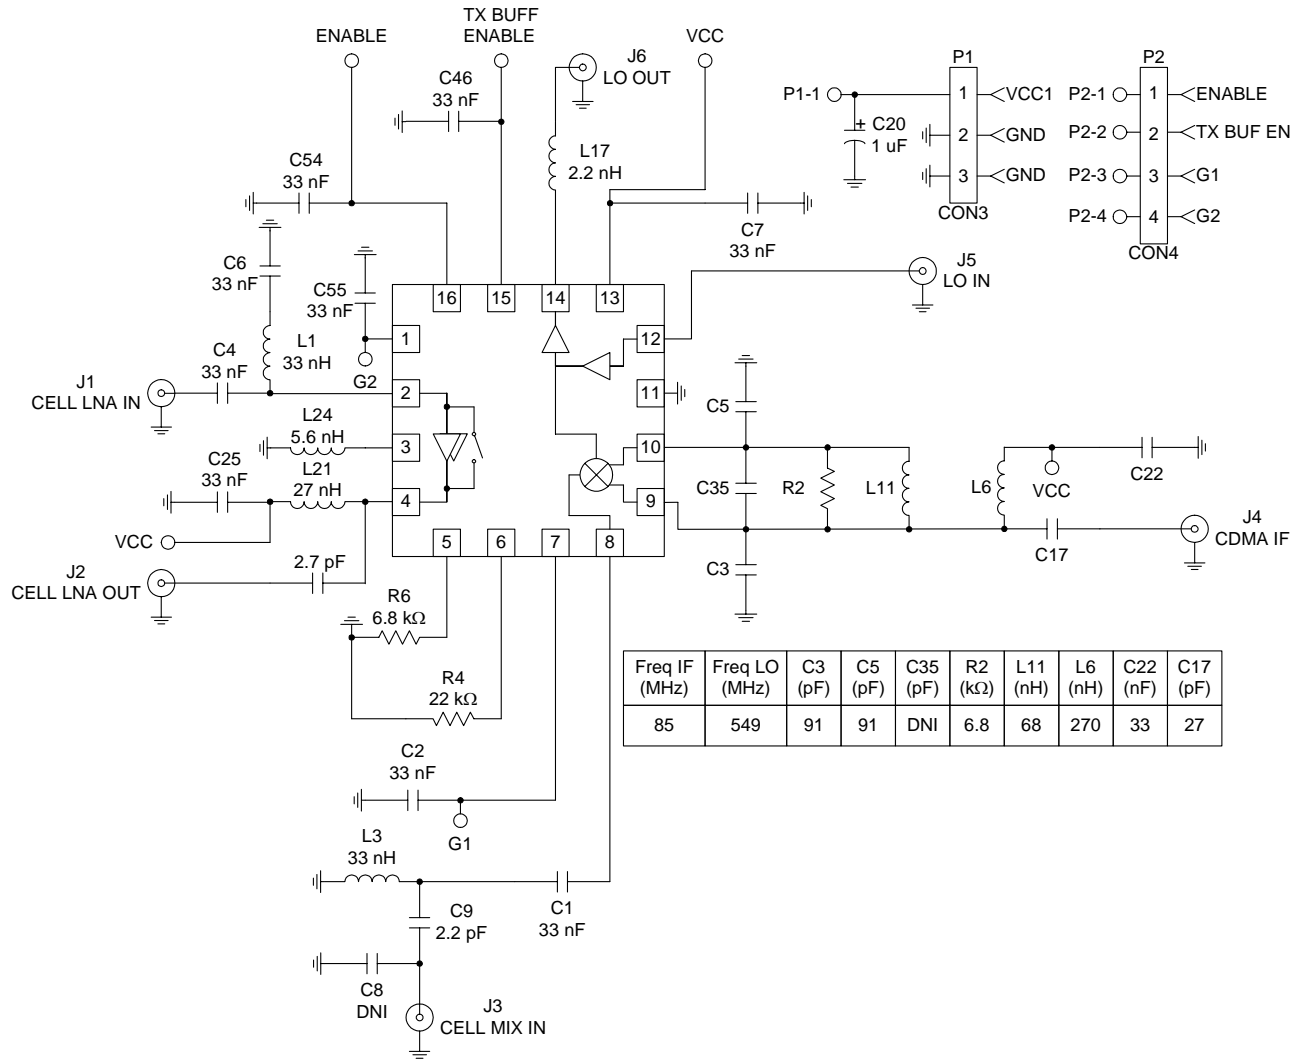 ENABLE
TX BUFF
ENABLE
VCC
J6
LO OUT
C46
33 nF
L17
2.2 nH
C54
33 nF
C7
33 nF
P1
P1-1
1
VCC1
C20
1 uF
+
2
GND
3
GND
CON3
P2
P2-1
1
ENABLE
P2-2
2
TX BUF EN
P2-3
3
G1
P2-4
4
G2
CON4
J5
LO IN
C6
33 nF
C55
33 nF
L1
33 nH
G2
C4
33 nF
J1
CELL LNA IN
L24
5.6 nH
L21
27 nH
C25
33 nF
VCC
J2
CELL LNA OUT
2.7 pF
16
15
14
13
1
2
3
4
12
11
10
9
5
6
7
8
C5
C35
R2
L11
L6
VCC
C22
C17
J4
CDMA IF
C3
R6
6.8 kΩ
R4
22 kΩ
Freq IF
(MHz)
Freq LO
(MHz)
C3
(pF)
C5
(pF)
C35
(pF)
R2
(kΩ)
L11
(nH)
L6
(nH)
C22
(nF)
C17
(pF)
85
549
91
91
DNI
6.8
68
270
33
27
C2
33 nF
G1
L3
33 nH
C1
33 nF
C9
2.2 pF
C8
DNI
J3
CELL MIX IN